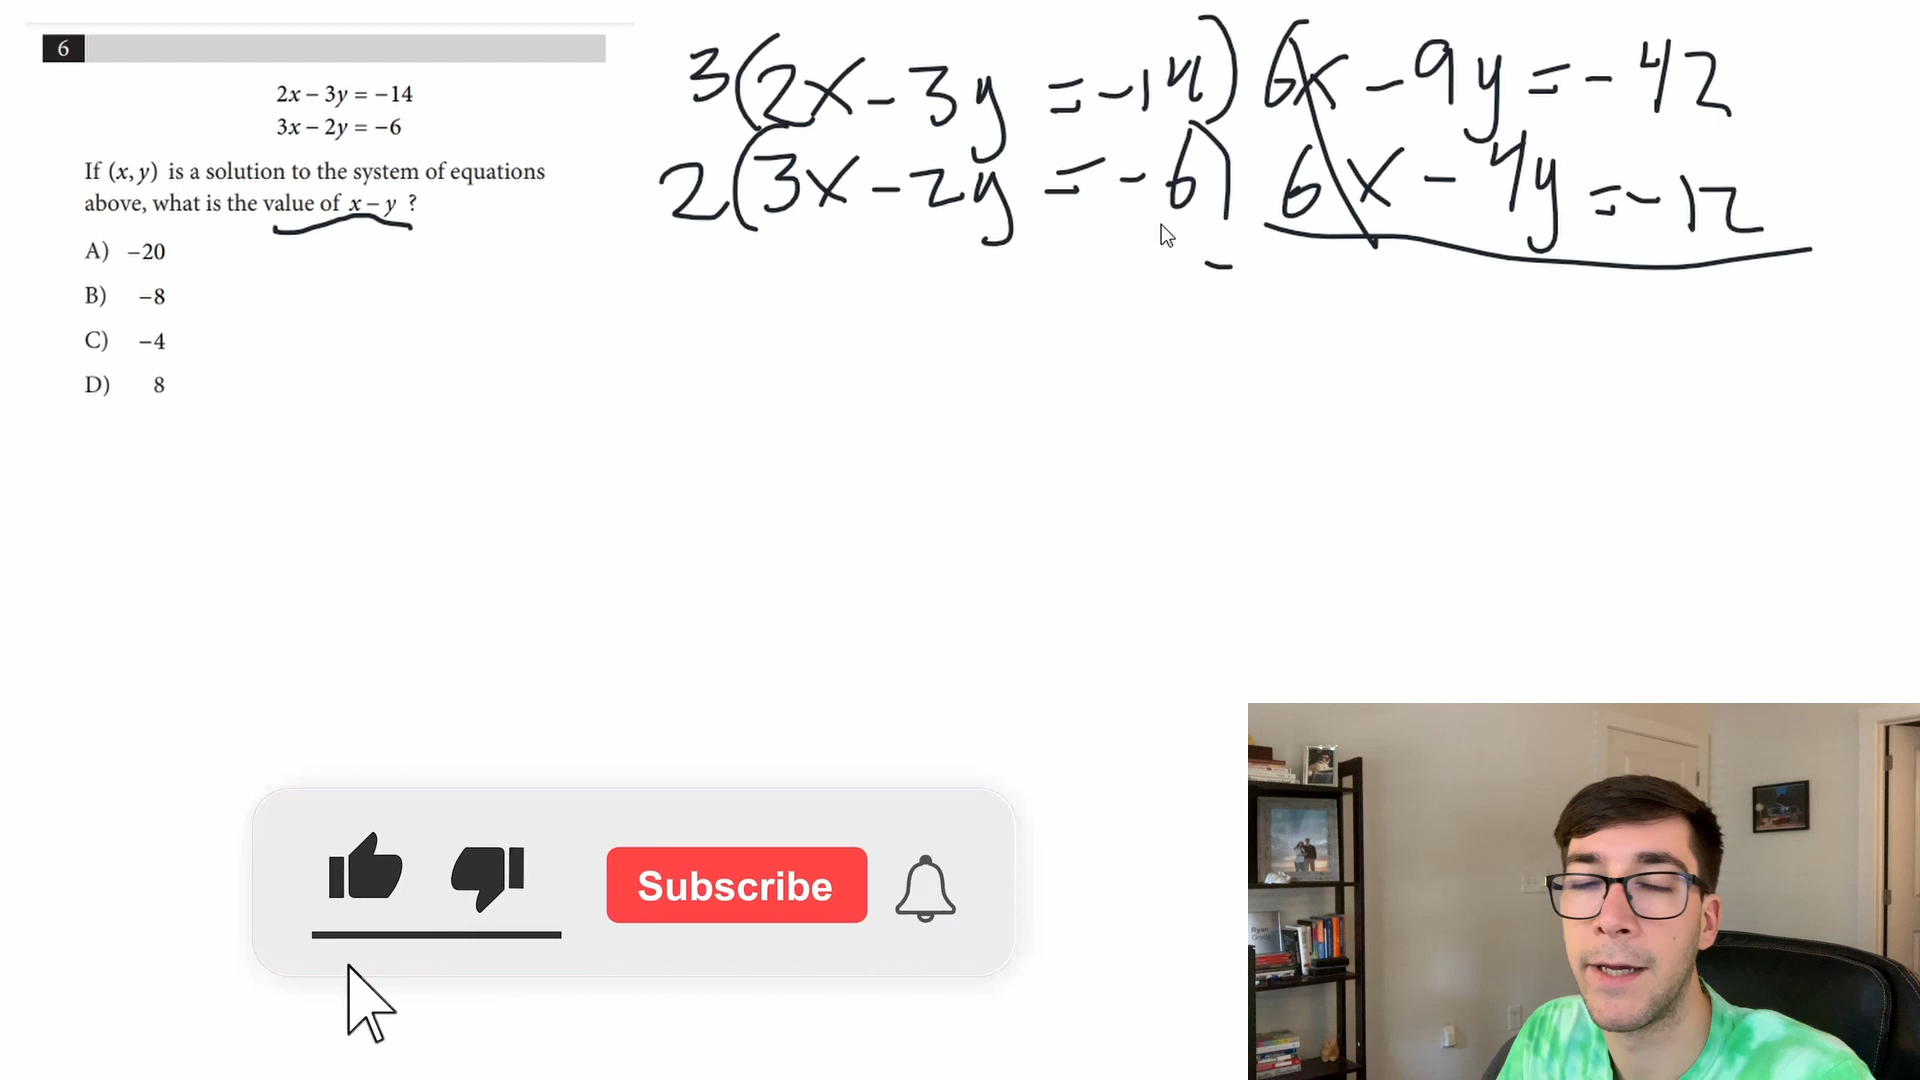 6
2x − 3y = −14
3x − 2y = −6
If (x, y) is a solution to the system of equations
above, what is the value of x − y ?
A) −20
B) −8
C) −4
D) 8
3(2x − 3y = −14)
2(3x − 2y = −6)
6x − 9y = − 42
6x − 4y = −12
−
Subscribe
Ryan
Grady